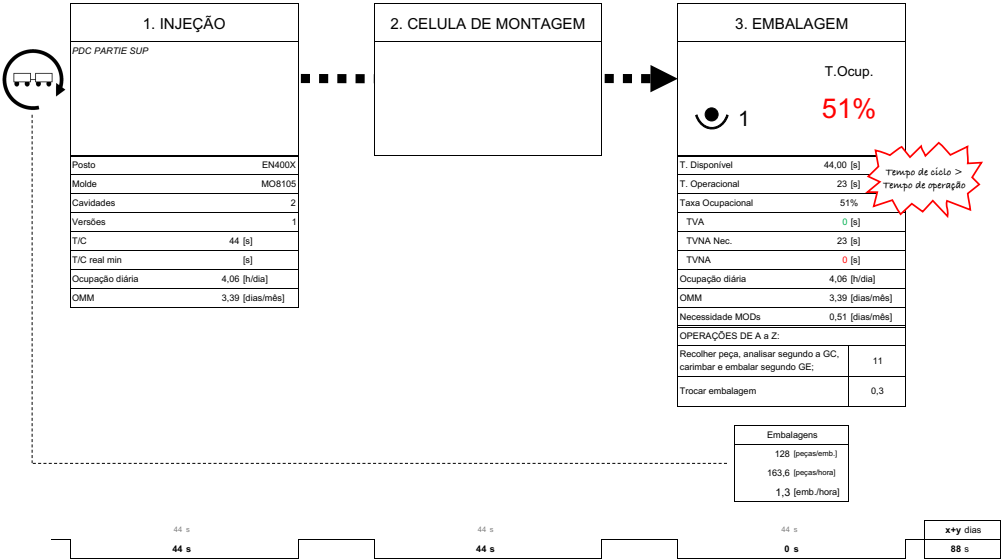 1. INJEÇÃO
PDC PARTIE SUP
Posto EN400X
Molde MO8105
Cavidades 2
Versões 1
T/C 44 [s]
T/C real min [s]
Ocupação diária 4,06 [h/dia]
OMM 3,39 [dias/mês]
2. CELULA DE MONTAGEM
3. EMBALAGEM
T.Ocup.
1 51%
T. Disponível 44,00 [s]
T. Operacional 23 [s]
Taxa Ocupacional 51%
TVA 0 [s]
TVNA Nec. 23 [s]
TVNA 0 [s]
Ocupação diária 4,06 [h/dia]
OMM 3,39 [dias/mês]
Necessidade MODs 0,51 [dias/mês]
OPERAÇÕES DE A a Z:
Recolher peça, analisar segundo a GC,
carimbar e embalar segundo GE; 11
Trocar embalagem 0,3
Tempo de ciclo >
Tempo de operação
Embalagens
128 [peças/emb.]
163,6 [peças/hora]
1,3 [emb./hora]
44 s 44 s 44 s x+y dias
44 s 44 s 0 s 88 s